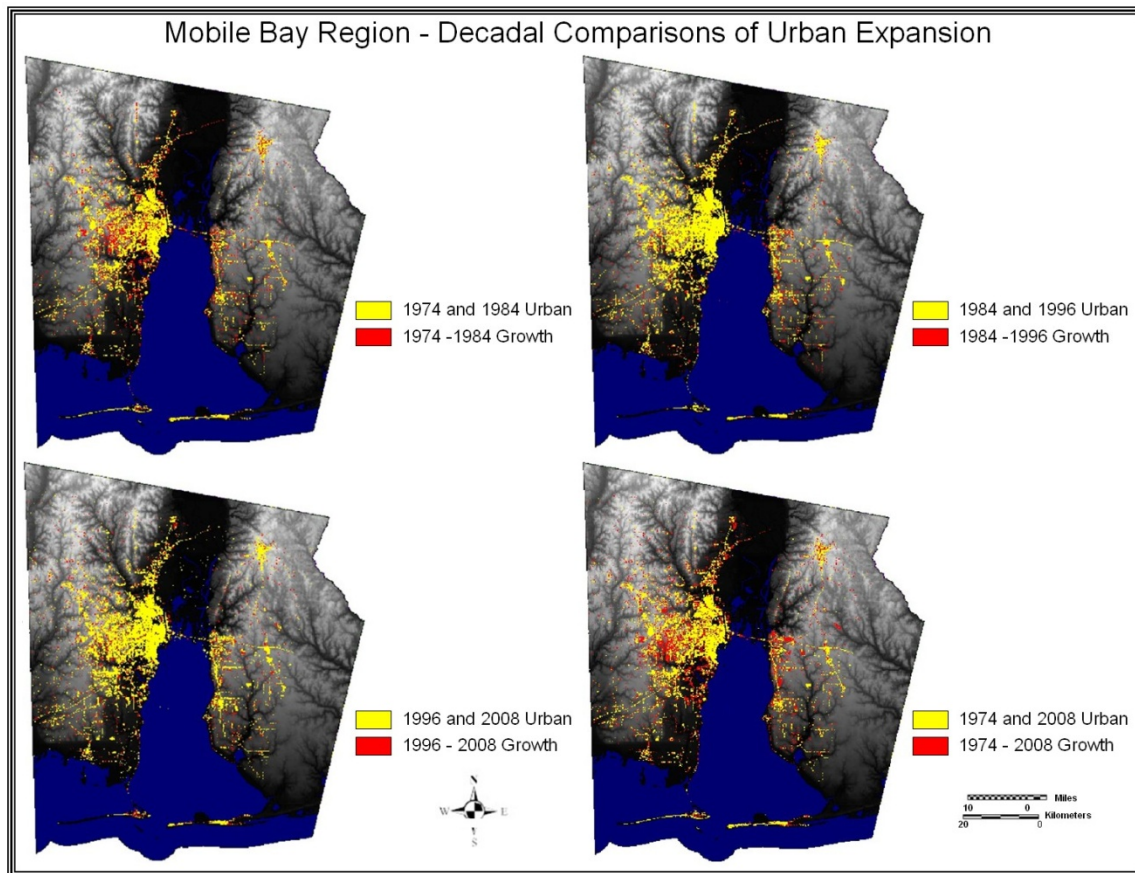 Mobile Bay Region - Decadal Comparisons of Urban Expansion
1974 and 1984 Urban
1974 -1984 Growth
1984 and 1996 Urban
1984 -1996 Growth
1996 and 2008 Urban
1996 - 2008 Growth
N
W E
S
1974 and 2008 Urban
1974 - 2008 Growth
Miles
10 0
Kilometers
20 0